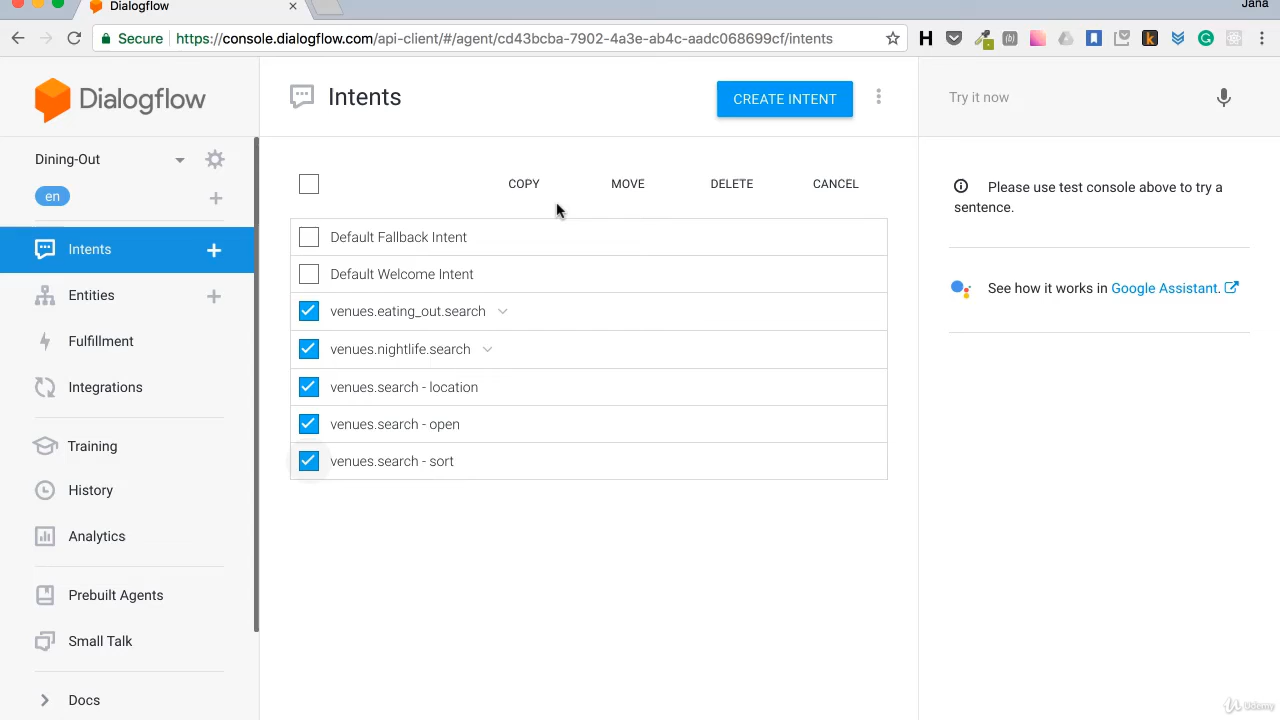 Dialogflow
Jana
Secure
https://console.dialogflow.com/api-client/#/agent/cd43bcba-7902-4a3e-ab4c-aadc068699cf/intents
Dialogflow
Dining-Out
en
Intents
Entities
Fulfillment
Integrations
Training
History
Analytics
Prebuilt Agents
Small Talk
Docs
Intents
CREATE INTENT
COPY MOVE DELETE CANCEL
Default Fallback Intent
Default Welcome Intent
venues.eating_out.search
venues.nightlife.search
venues.search - location
venues.search - open
venues.search - sort
Try it now
Please use test console above to try a
sentence.
See how it works in Google Assistant.
Udemy